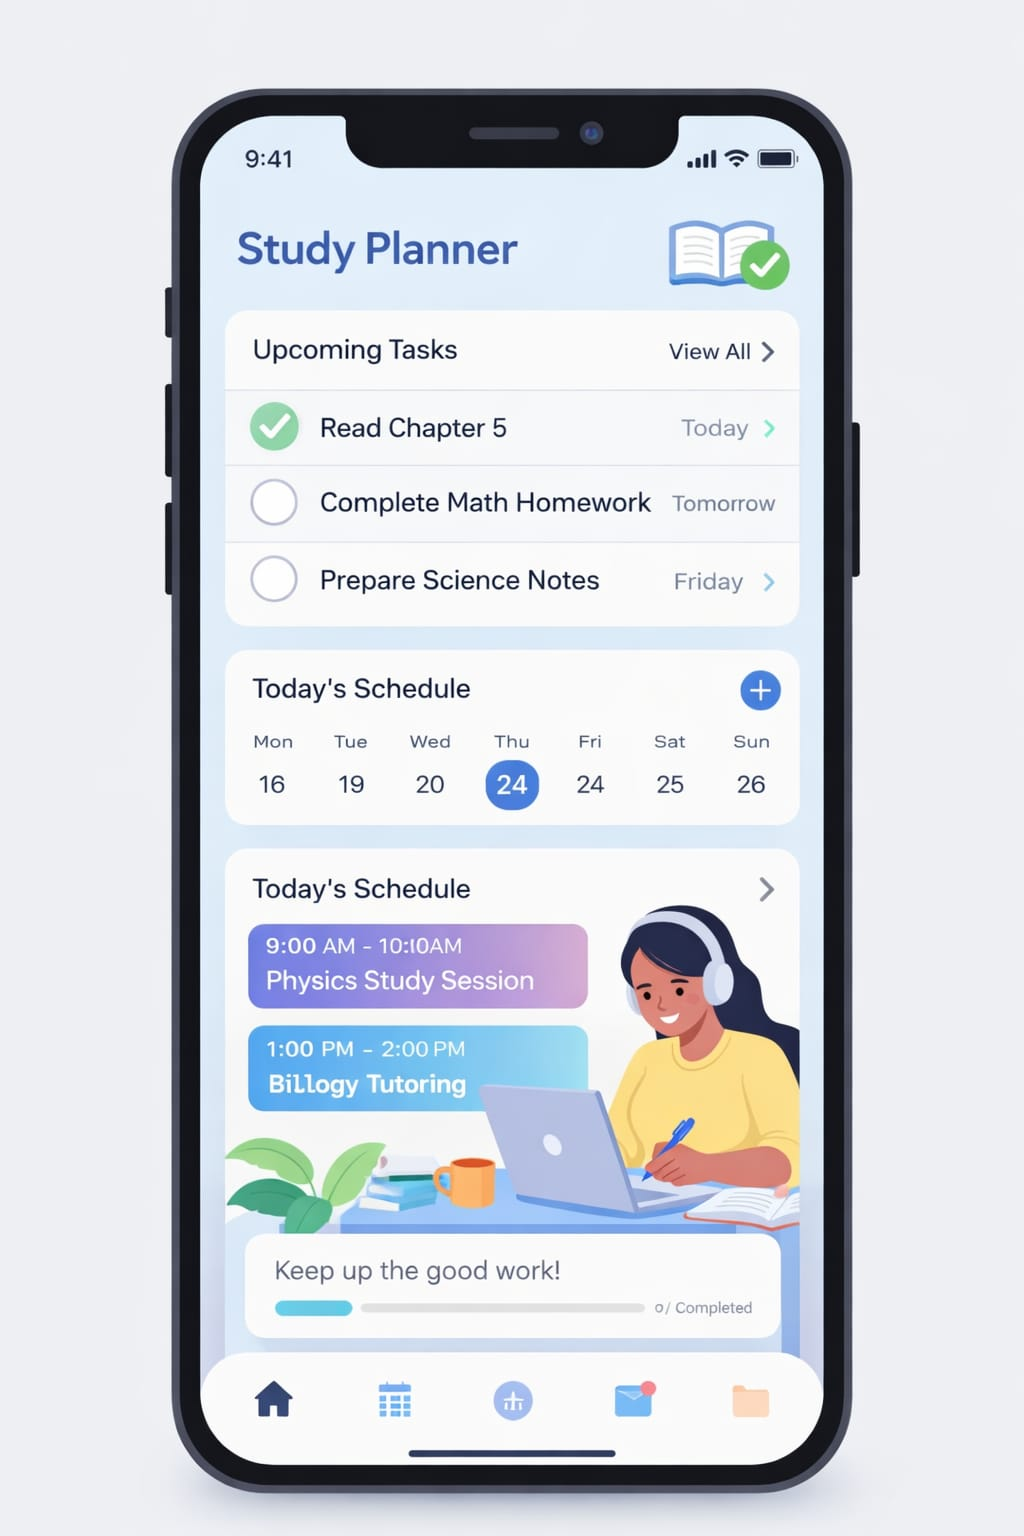 9:41
Study Planner
Upcoming Tasks View All
Read Chapter 5 Today
Complete Math Homework Tomorrow
Prepare Science Notes Friday
Today's Schedule
Mon Tue Wed Thu Fri Sat Sun
16 19 20 24 24 25 26
Today's Schedule
9:00 AM - 10:10AM
Physics Study Session
1:00 PM - 2:00 PM
Billogy Tutoring
Keep up the good work!
o/ Completed